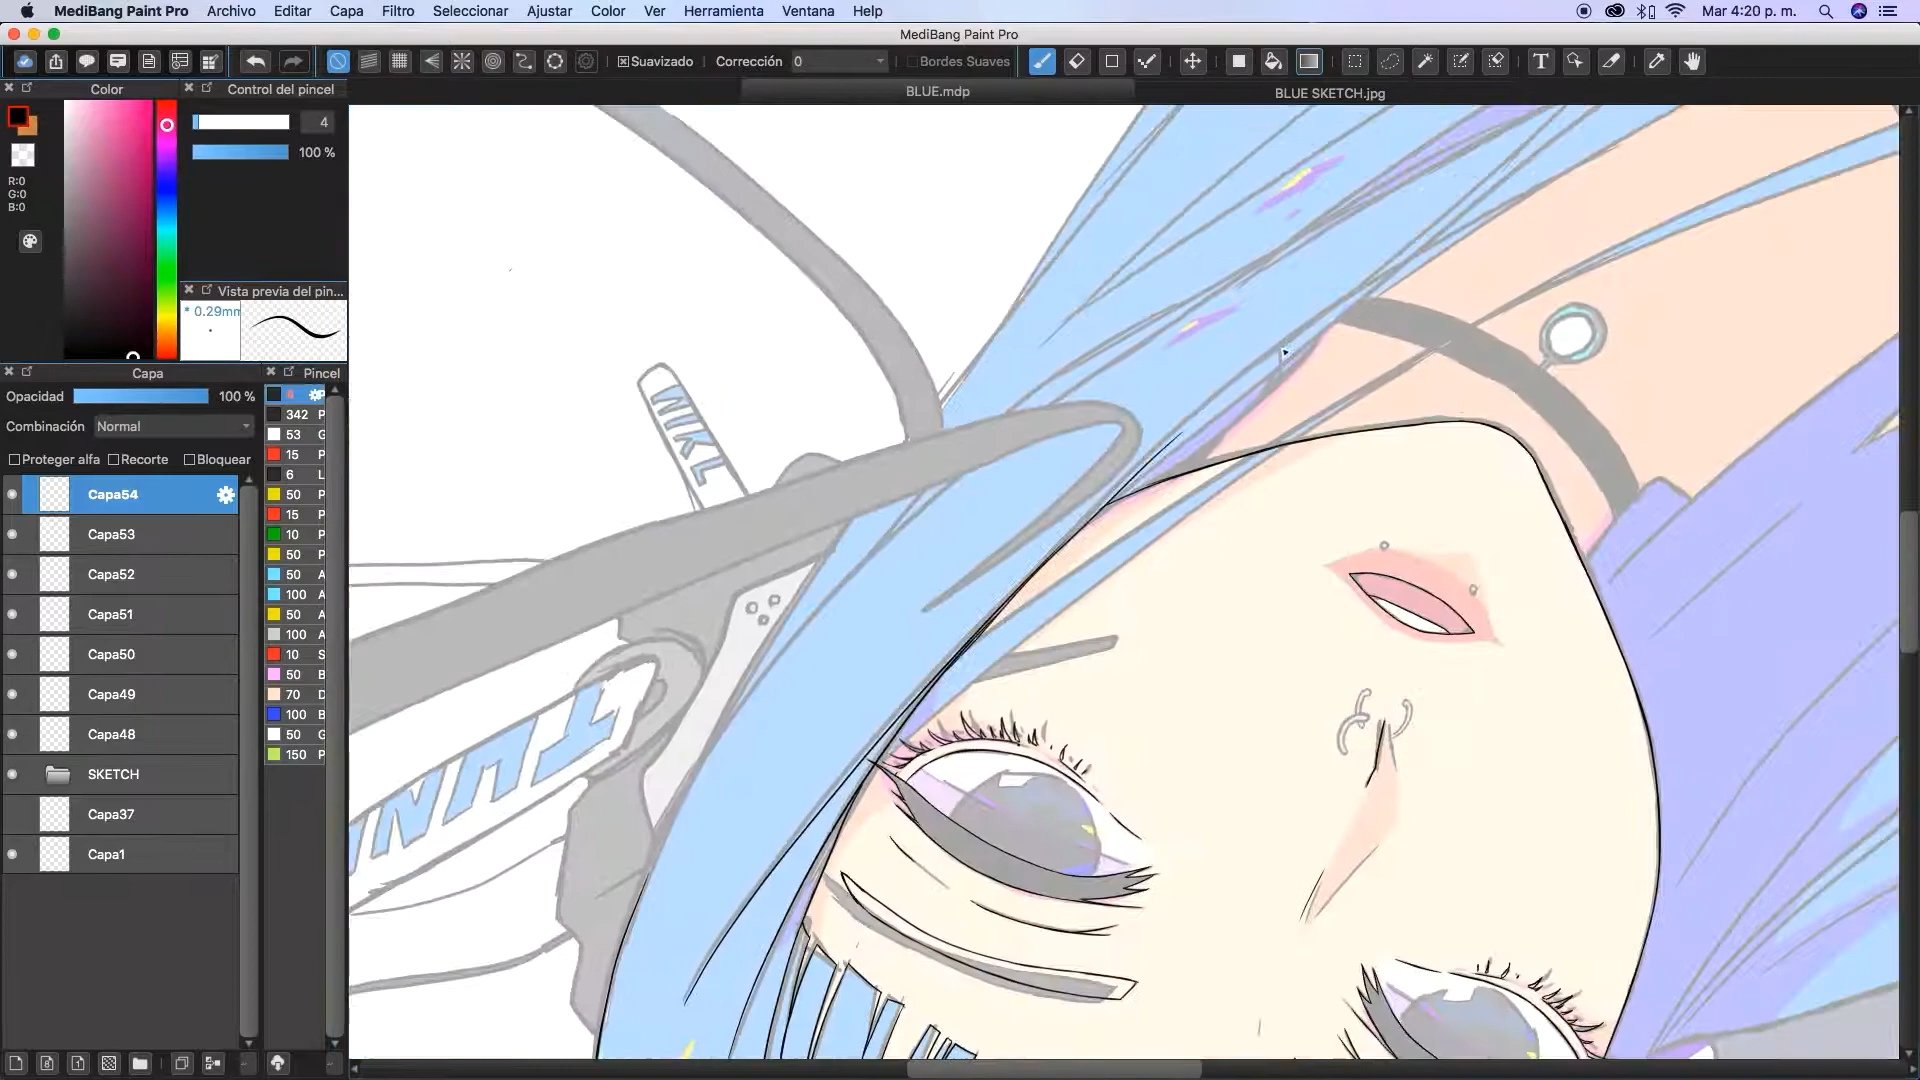 MediBang Paint Pro Archivo Editar Capa Filtro Seleccionar Ajustar Color Ver Herramienta Ventana Help Mar 4:20 p. m.
MediBang Paint Pro
Suavizado Corrección 0 Bordes Suaves T
Color Control del pincel BLUE.mdp BLUE SKETCH.jpg
4
100 %
R:0
G:0
B:0
Vista previa del pin...
* 0.29mm
Capa Pincel
Opacidad 100 %
Combinación Normal
Proteger alfa Recorte Bloquear
Capa54
Capa53
Capa52
Capa51
Capa50
Capa49
Capa48
SKETCH
Capa37
Capa1
342 P
53 G
15 P
6 L
50 P
15 P
10 P
50 P
50 A
100 A
50 A
100 A
10 S
50 B
70 D
100 B
50 G
150 P
WKL